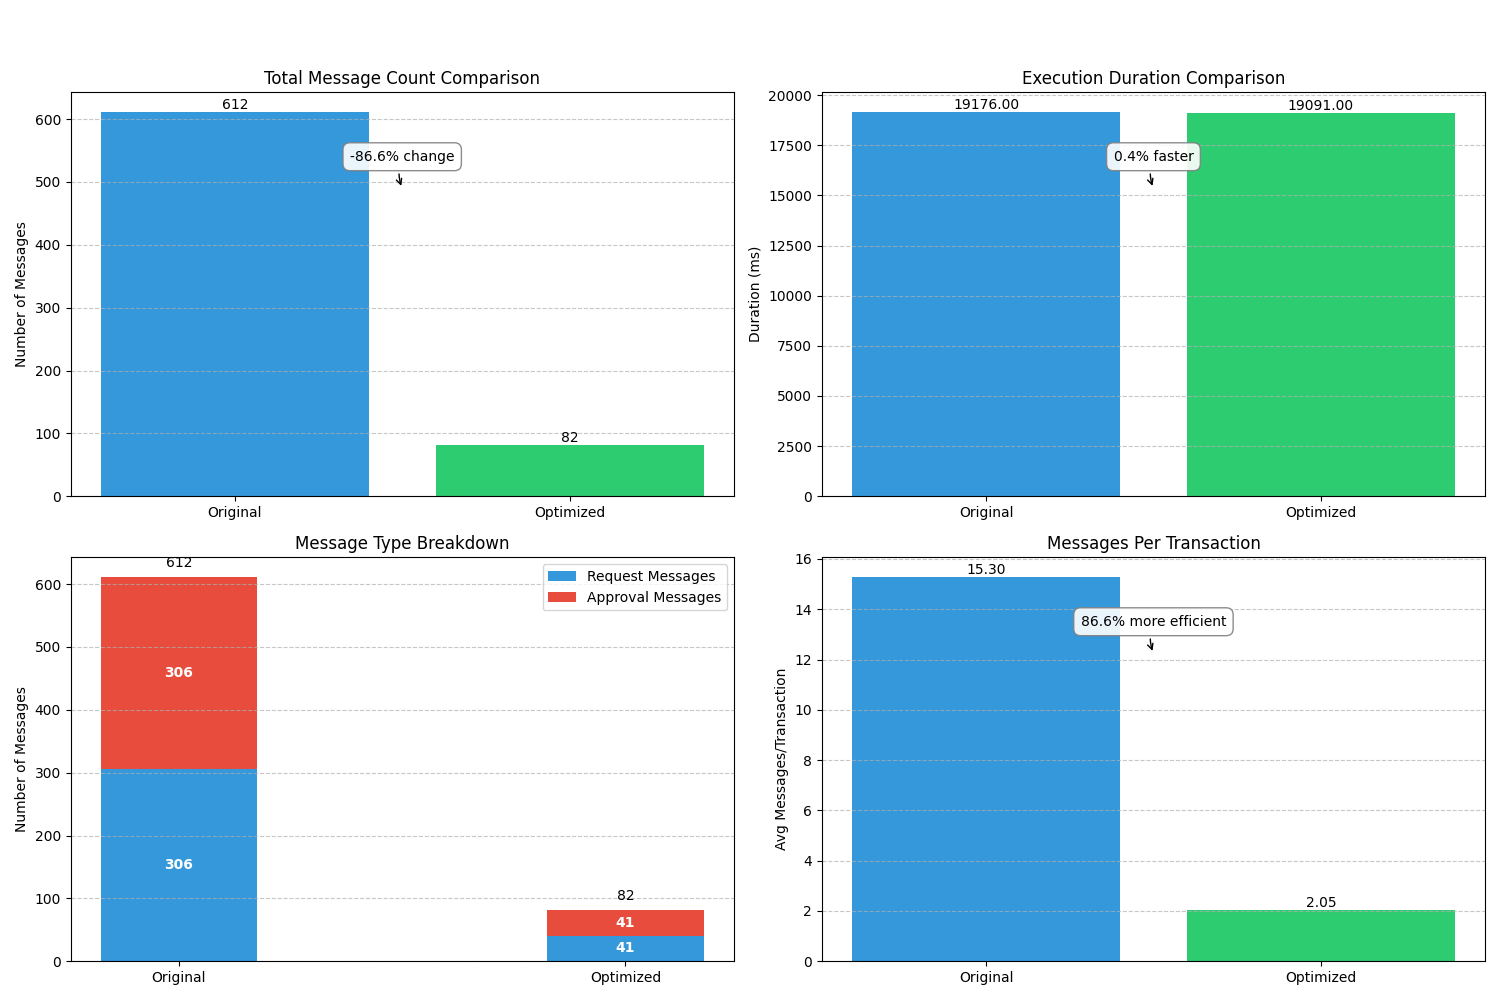 Total Message Count Comparison
Number of Messages
600
500
400
300
200
100
0
612
-86.6% change
82
Original
Optimized
Execution Duration Comparison
Duration (ms)
20000
17500
15000
12500
10000
7500
5000
2500
0
19176.00
0.4% faster
19091.00
Original
Optimized
Message Type Breakdown
Number of Messages
600
500
400
300
200
100
0
612
Request Messages
Approval Messages
306
306
82
41
41
Original
Optimized
Messages Per Transaction
Avg Messages/Transaction
16
14
12
10
8
6
4
2
0
15.30
86.6% more efficient
2.05
Original
Optimized